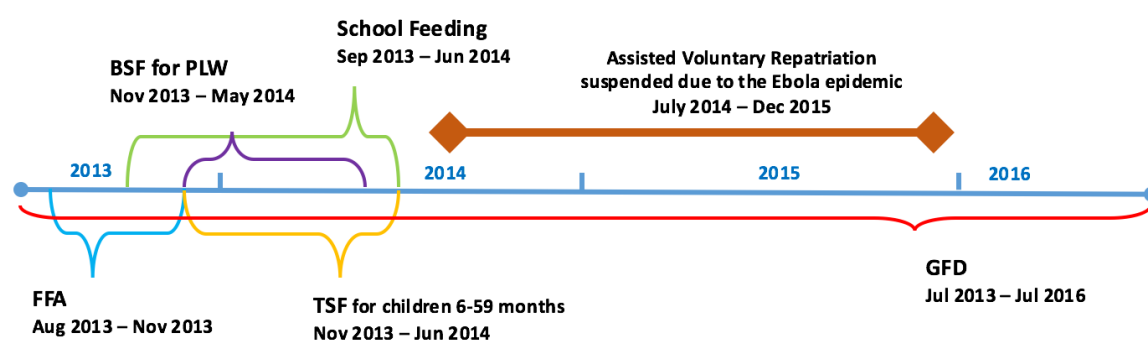 School Feeding
Sep 2013 – Jun 2014
BSF for PLW
Nov 2013 – May 2014
Assisted Voluntary Repatriation
suspended due to the Ebola epidemic
July 2014 – Dec 2015
2013
2014
2015
2016
FFA
Aug 2013 – Nov 2013
TSF for children 6-59 months
Nov 2013 – Jun 2014
GFD
Jul 2013 – Jul 2016